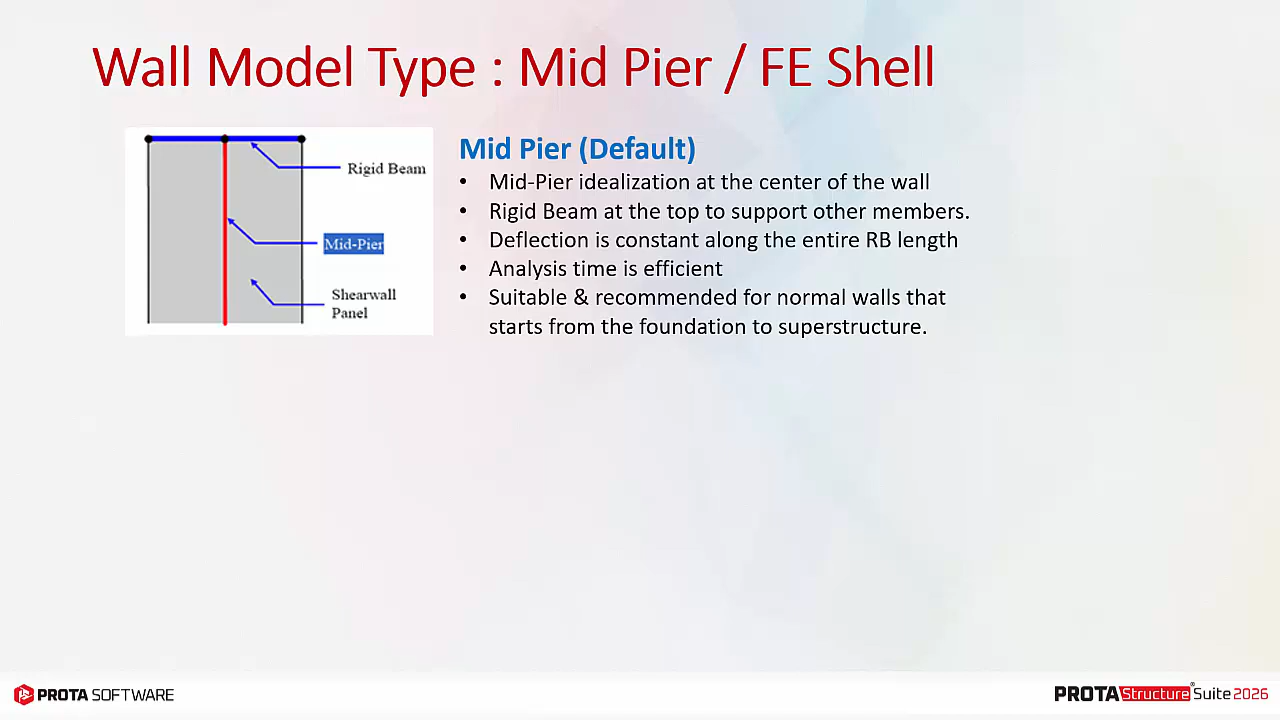 Wall Model Type : Mid Pier / FE Shell
Rigid Beam
Mid-Pier
Shearwall
Panel
Mid Pier (Default)
• Mid-Pier idealization at the center of the wall
• Rigid Beam at the top to support other members.
• Deflection is constant along the entire RB length
• Analysis time is efficient
• Suitable & recommended for normal walls that
starts from the foundation to superstructure.
PROTA SOFTWARE
PROTAStructure®Suite2026